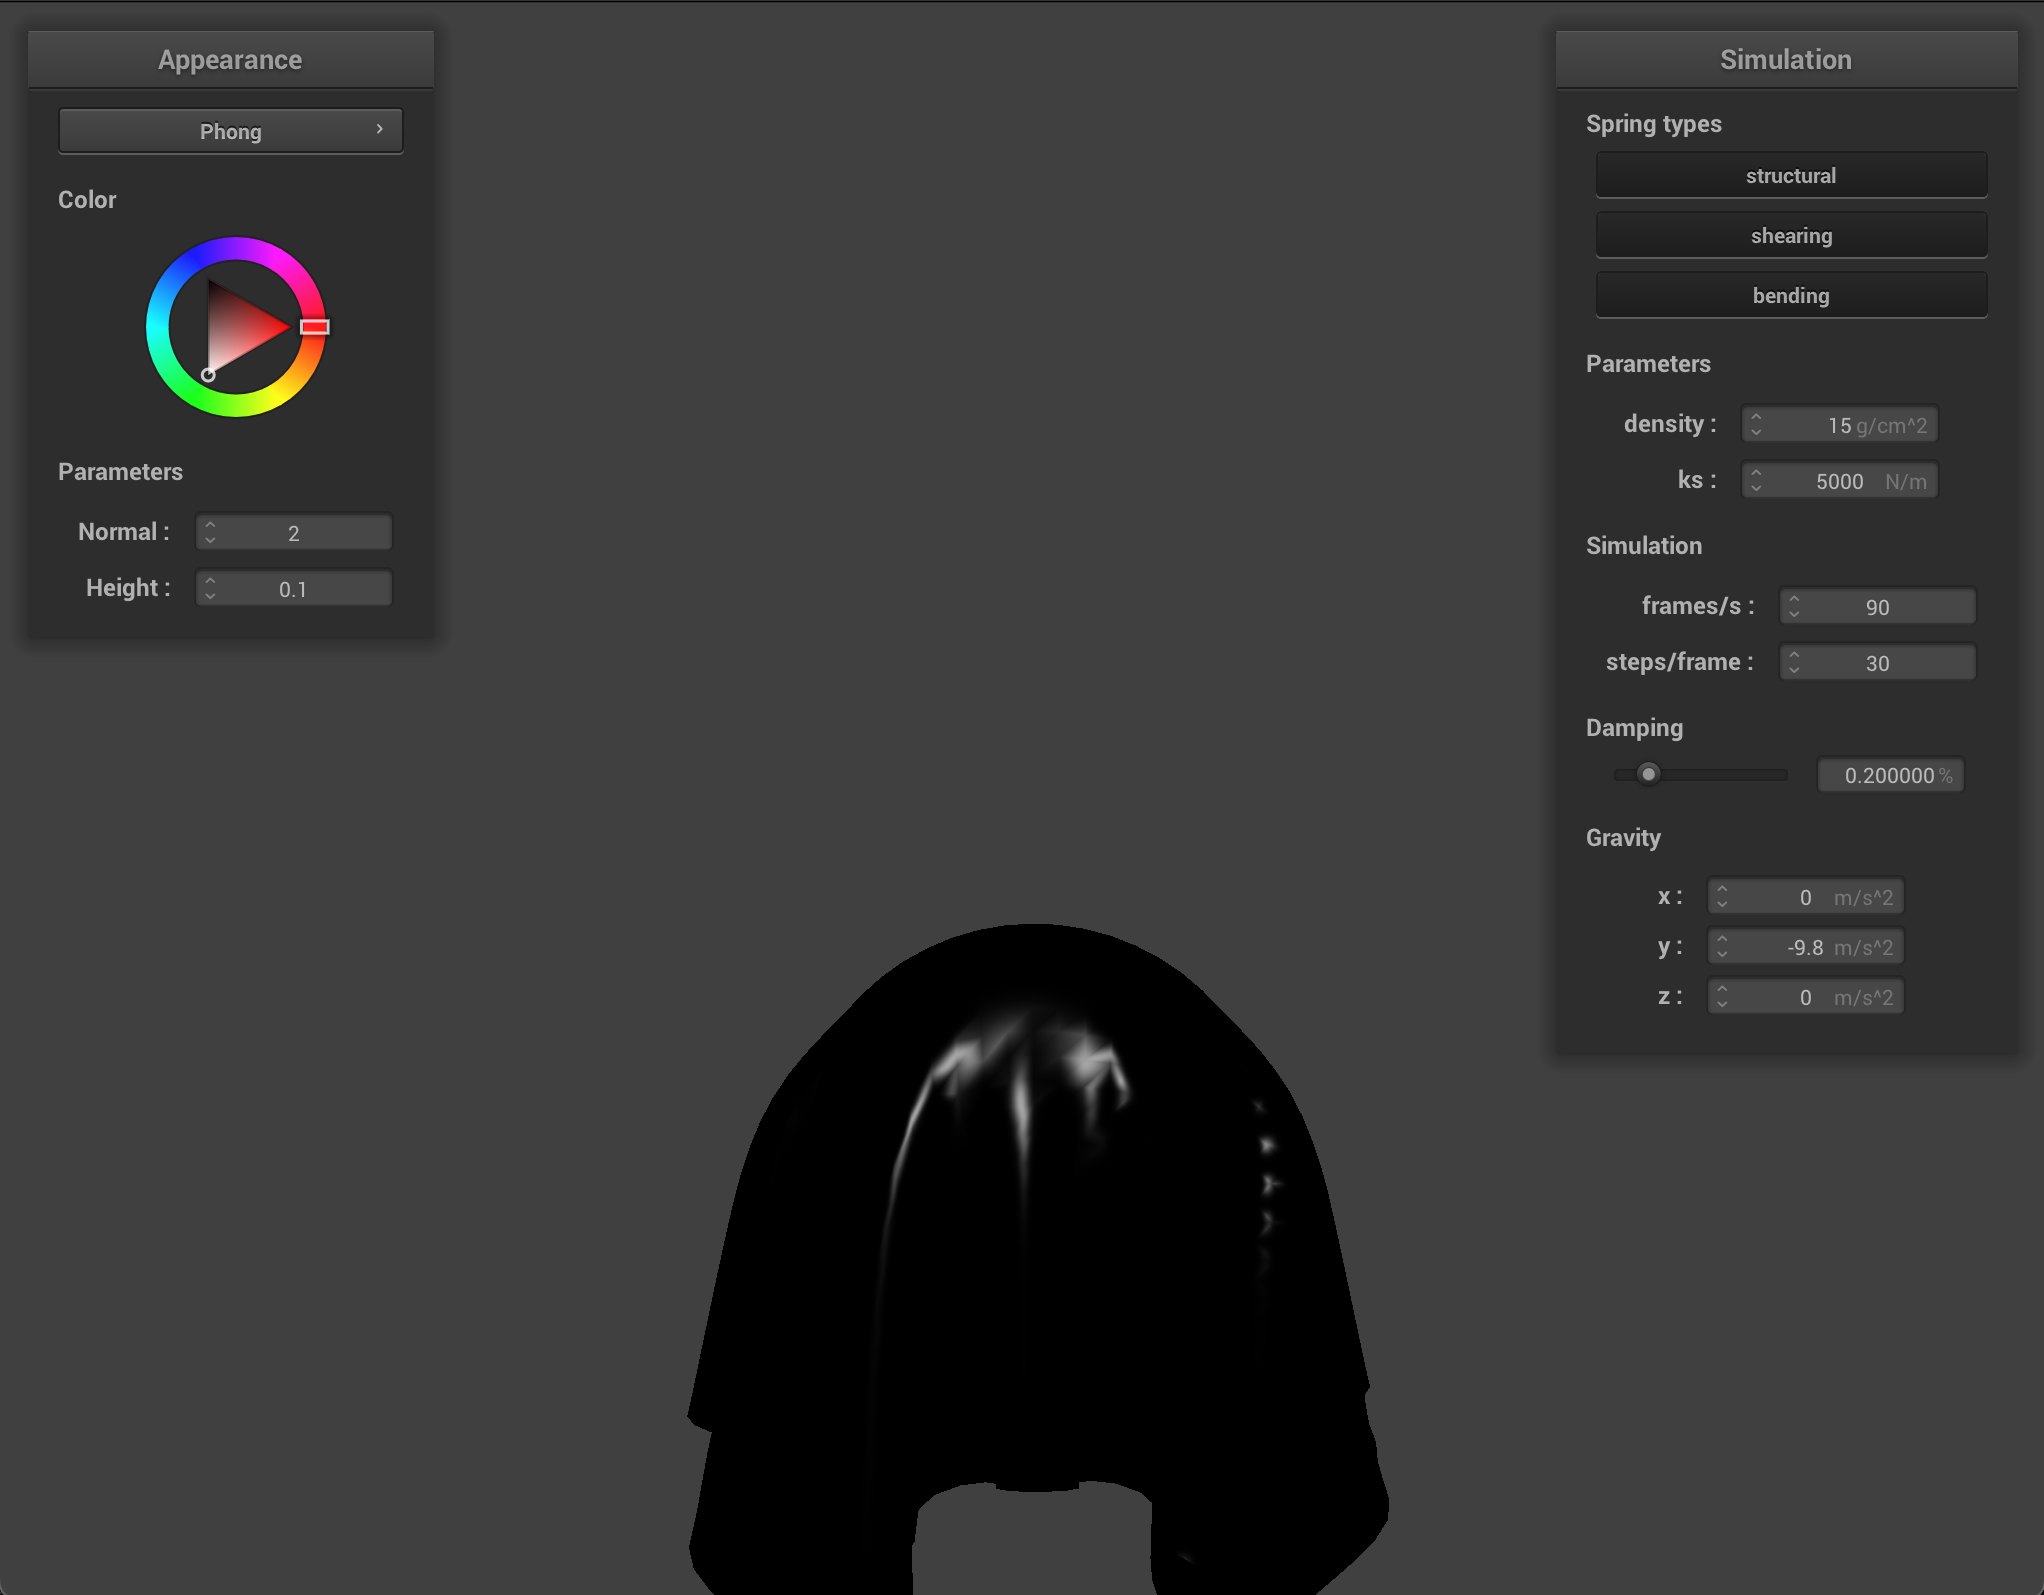 Appearance
Phong
Color
Parameters
Normal : 2
Height : 0.1
Simulation
Spring types
structural
shearing
bending
Parameters
density : 15 g/cm^2
ks : 5000 N/m
Simulation
frames/s : 90
steps/frame : 30
Damping
0.200000 %
Gravity
x : 0 m/s^2
y : -9.8 m/s^2
z : 0 m/s^2